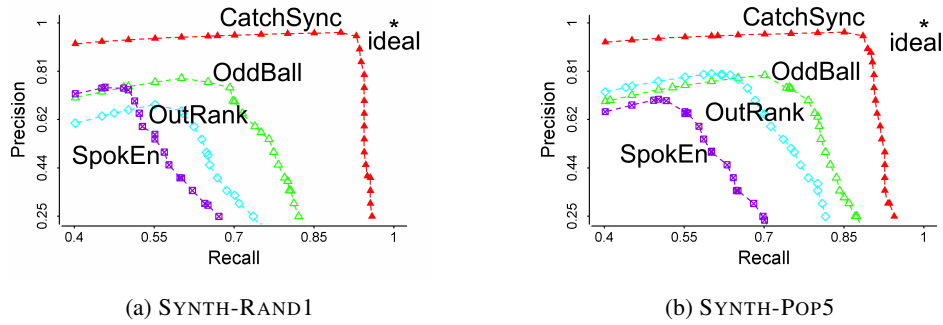 CatchSync
*
ideal
OddBall
OutRank
SpokEn
Precision
1
0.81
0.62
0.44
0.25
0.4
0.55
0.7
0.85
1
Recall
(a) SYNTH-RAND1
CatchSync
*
ideal
OddBall
OutRank
SpokEn
Precision
1
0.81
0.62
0.44
0.25
0.4
0.55
0.7
0.85
1
Recall
(b) SYNTH-POP5